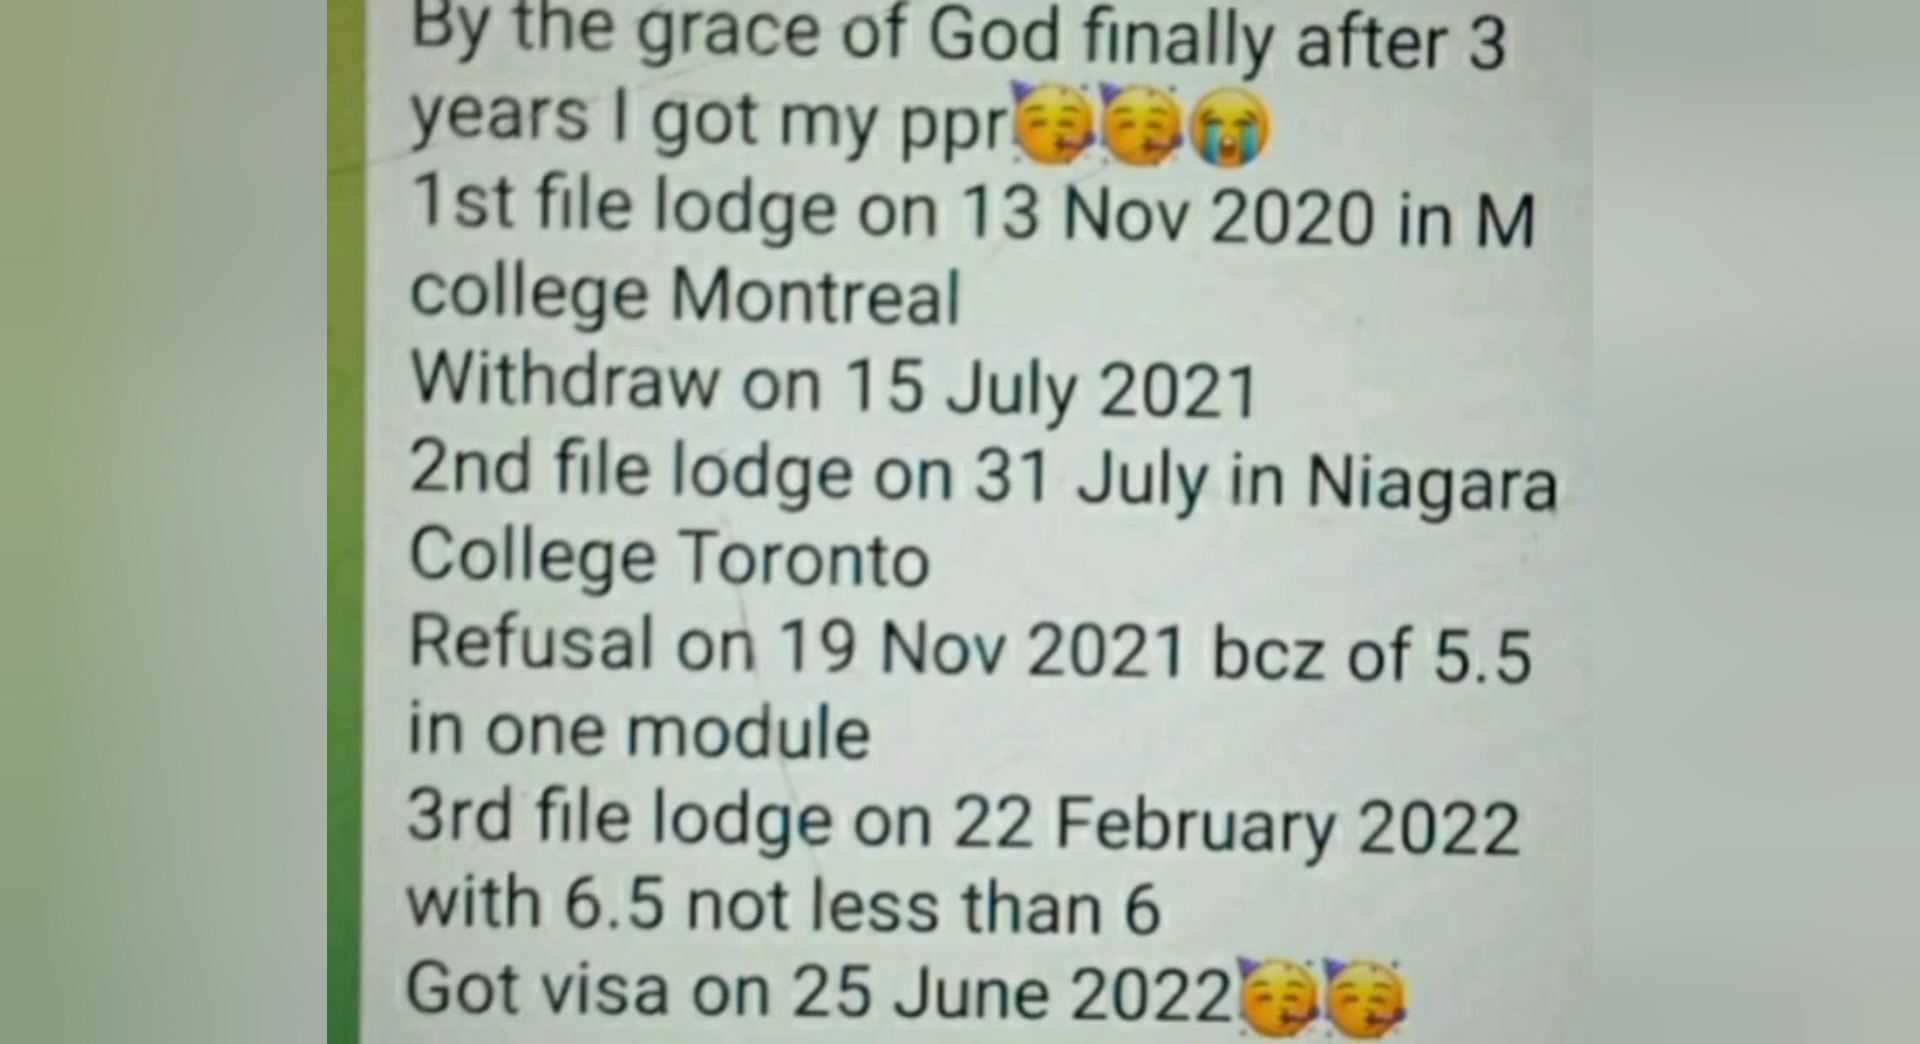 By the grace of God finally after 3
years I got my ppr🥳🥳😭
1st file lodge on 13 Nov 2020 in M
college Montreal
Withdraw on 15 July 2021
2nd file lodge on 31 July in Niagara
College Toronto
Refusal on 19 Nov 2021 bcz of 5.5
in one module
3rd file lodge on 22 February 2022
with 6.5 not less than 6
Got visa on 25 June 2022🥳🥳